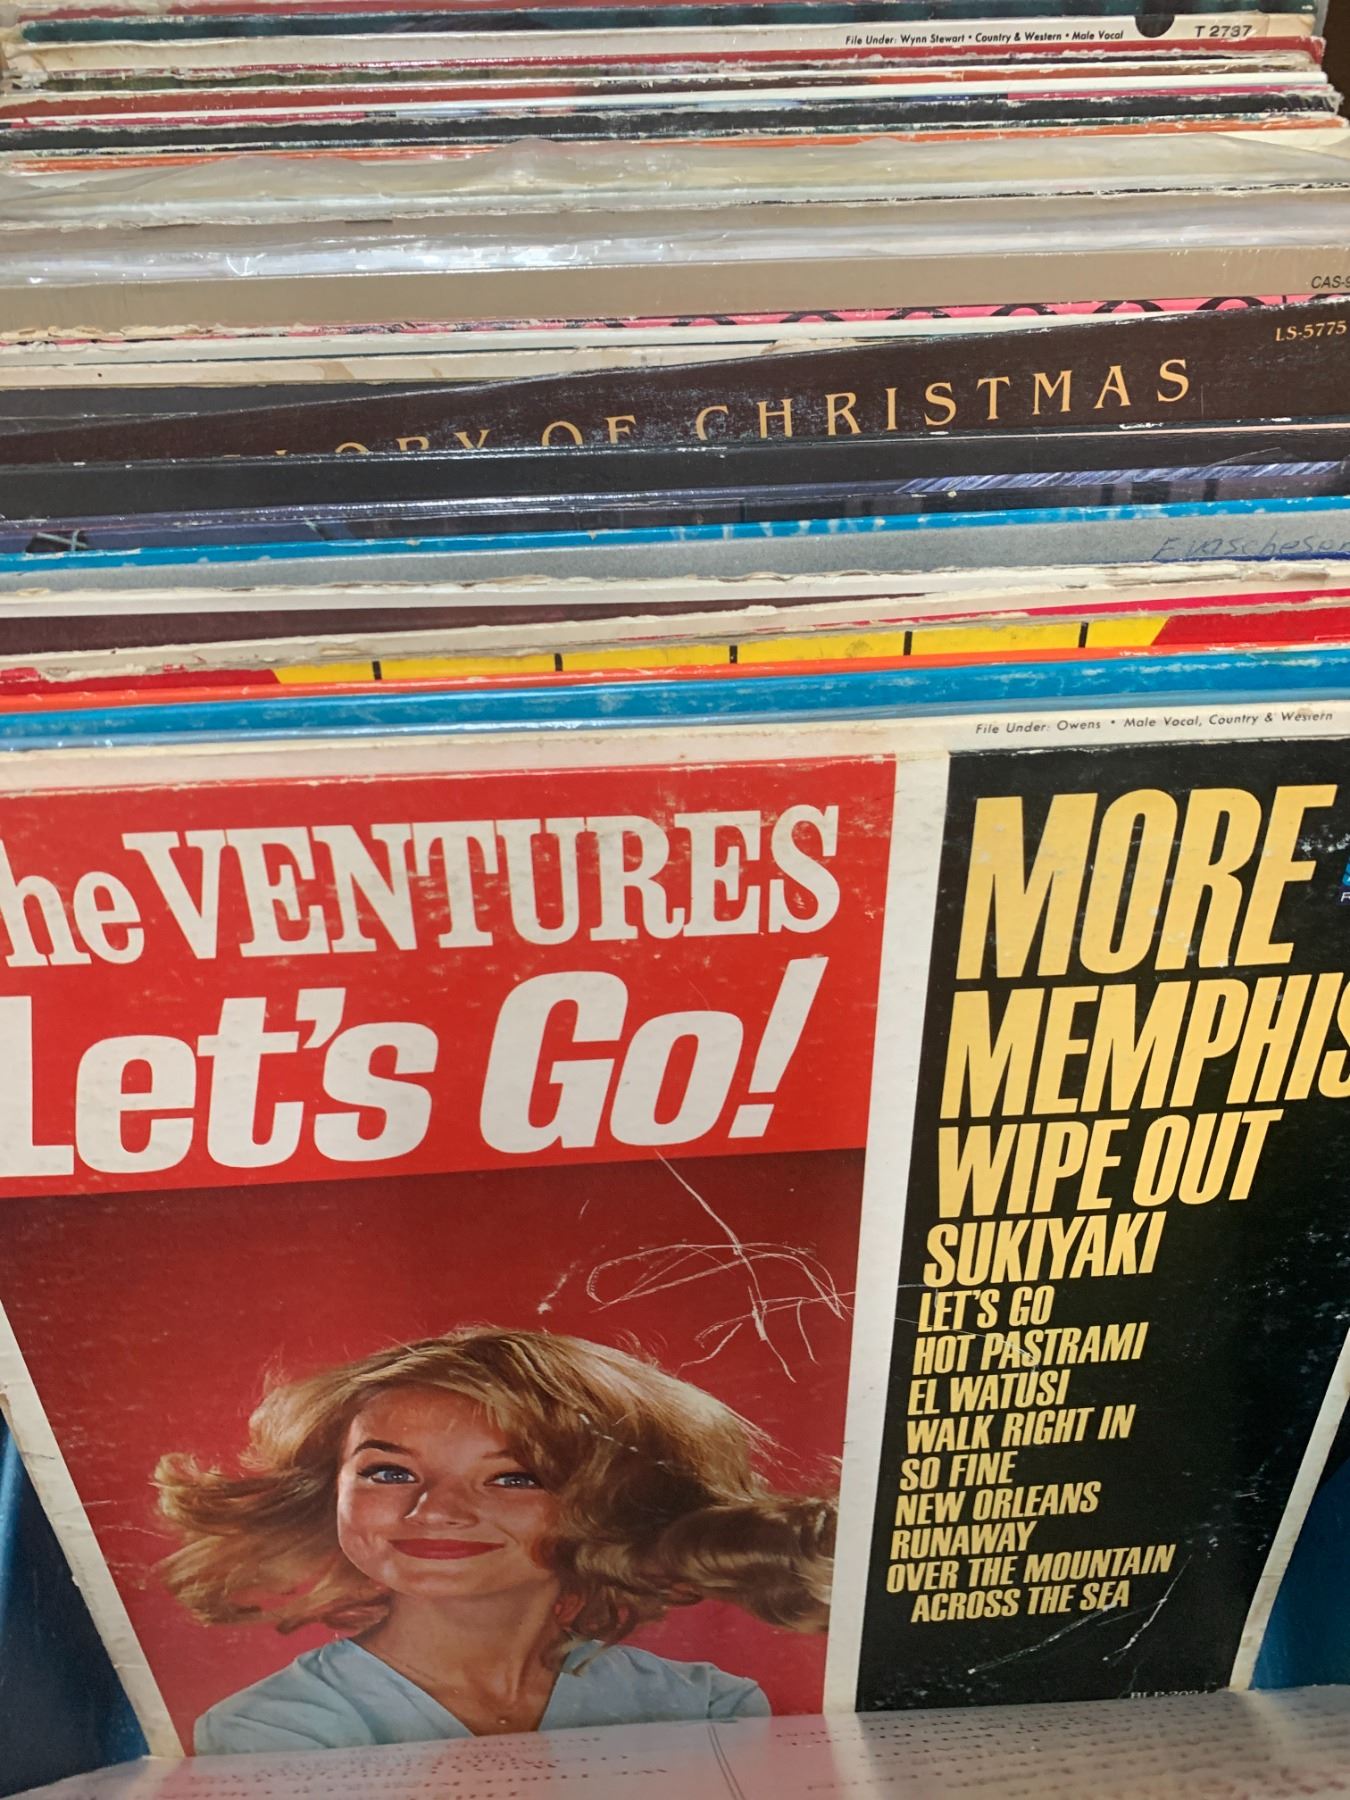 File Under: Wynn Stewart • Country & Western • Male Vocal
T 2737
CAS-9
LS-5775
OF CHRISTMAS
File Under: Owens • Male Vocal, Country & Western
he VENTURES
Let's Go!
MORE
MEMPHIS
WIPE OUT
SUKIYAKI
LET'S GO
HOT PASTRAMI
EL WATUSI
WALK RIGHT IN
SO FINE
NEW ORLEANS
RUNAWAY
OVER THE MOUNTAIN
ACROSS THE SEA